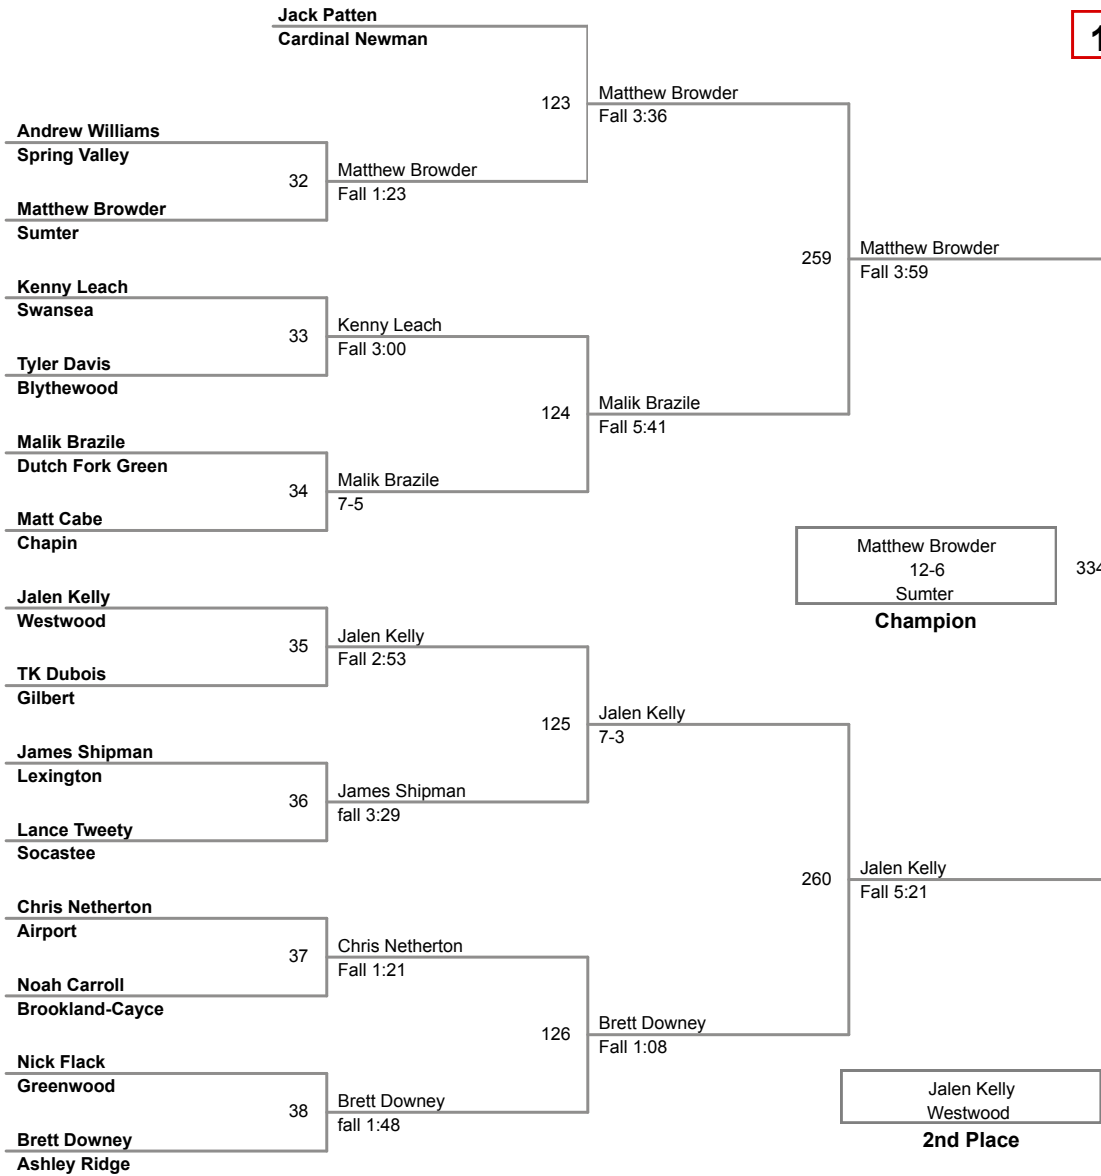 Jack Patten
Cardinal Newman
1
123
Matthew Browder
Fall 3:36
Andrew Williams
Spring Valley
32
Matthew Browder
Fall 1:23
Matthew Browder
Sumter
259
Matthew Browder
Fall 3:59
Kenny Leach
Swansea
33
Kenny Leach
Fall 3:00
Tyler Davis
Blythewood
124
Malik Brazile
Fall 5:41
Malik Brazile
Dutch Fork Green
34
Malik Brazile
7-5
Matt Cabe
Chapin
Matthew Browder
12-6
Sumter
Champion
334
Jalen Kelly
Westwood
35
Jalen Kelly
Fall 2:53
TK Dubois
Gilbert
125
Jalen Kelly
7-3
James Shipman
Lexington
36
James Shipman
fall 3:29
Lance Tweety
Socastee
260
Jalen Kelly
Fall 5:21
Chris Netherton
Airport
37
Chris Netherton
Fall 1:21
Noah Carroll
Brookland-Cayce
126
Brett Downey
Fall 1:08
Nick Flack
Greenwood
38
Brett Downey
fall 1:48
Brett Downey
Ashley Ridge
Jalen Kelly
Westwood
2nd Place